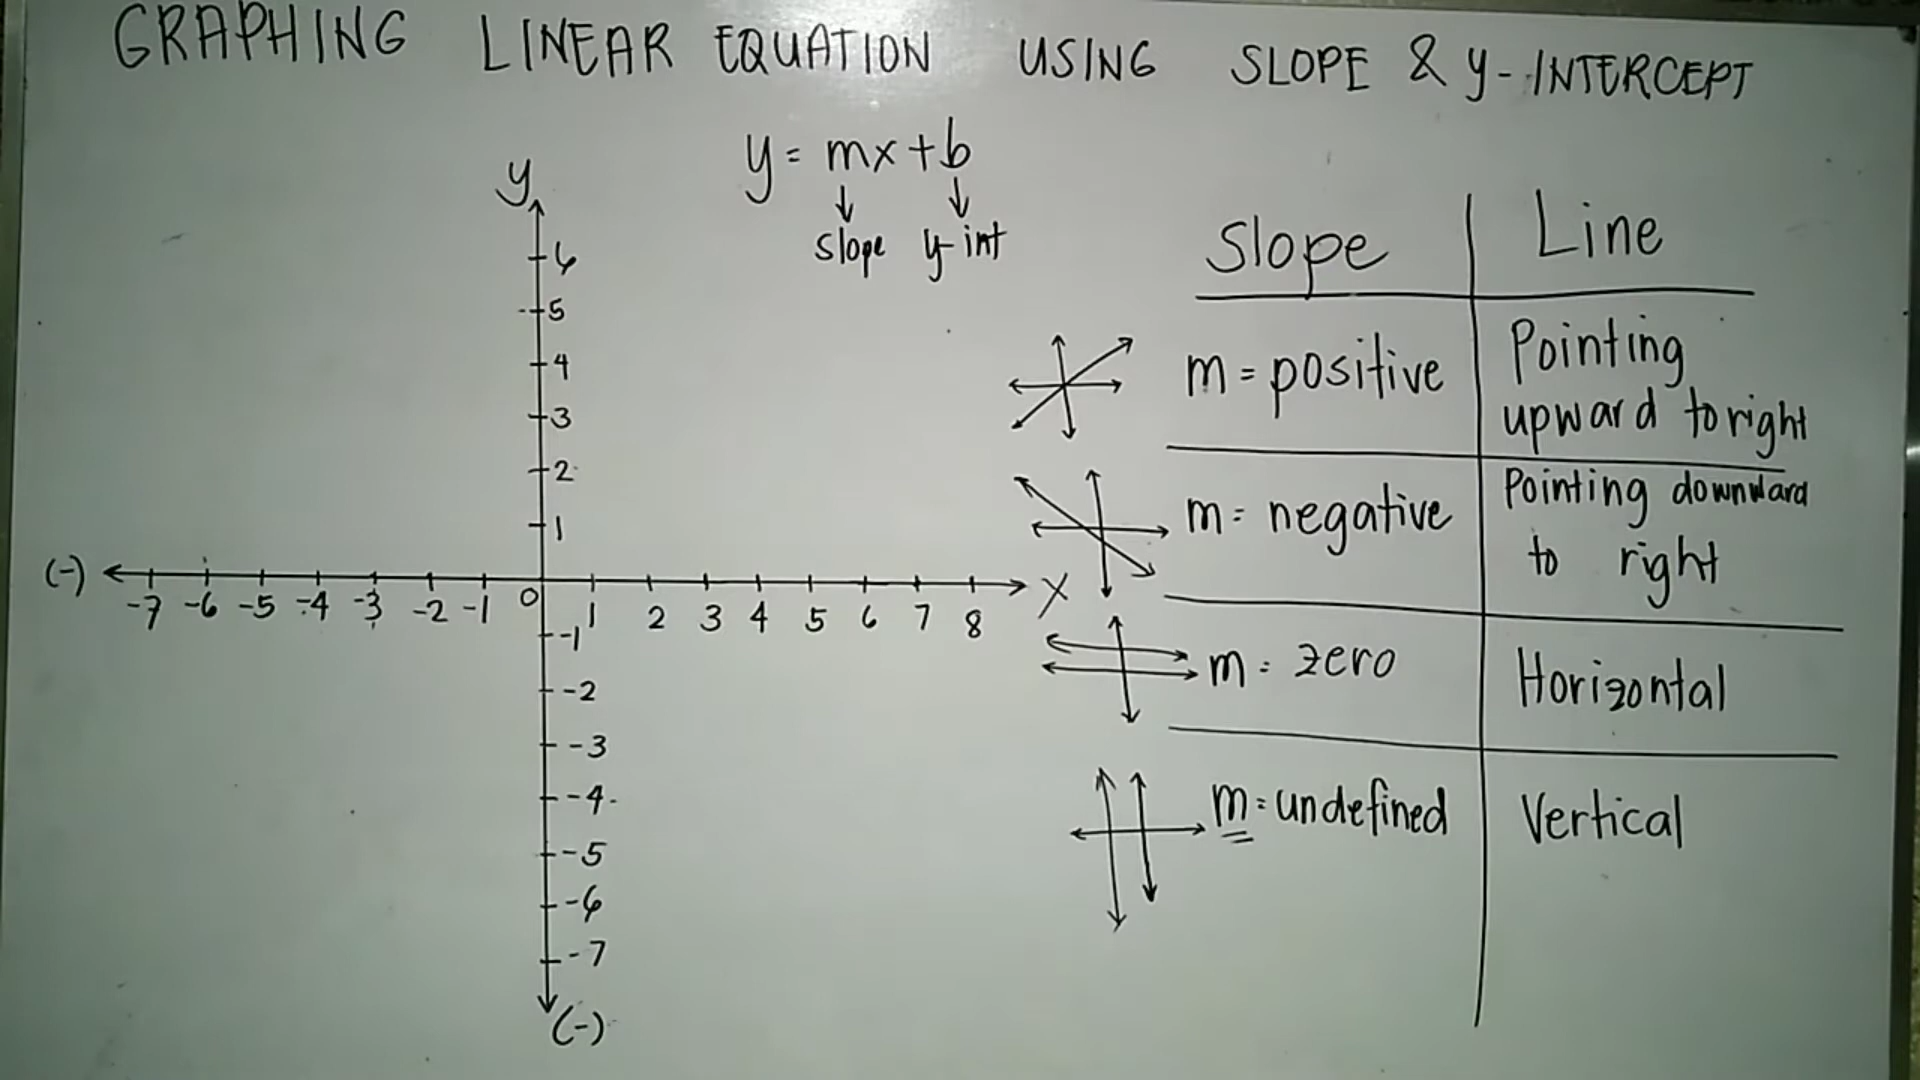 GRAPHING LINEAR EQUATION USING SLOPE & y-INTERCEPT
y = mx + b
slope y-int
y
6
5
4
3
2
1
(-) X
-7 -6 -5 -4 -3 -2 -1 0 1 2 3 4 5 6 7 8
-1
-2
-3
-4
-5
-6
-7
(-)
Slope Line
m = positive Pointing
upward to right
m = negative Pointing downward
to right
m = zero Horizontal
m = undefined Vertical